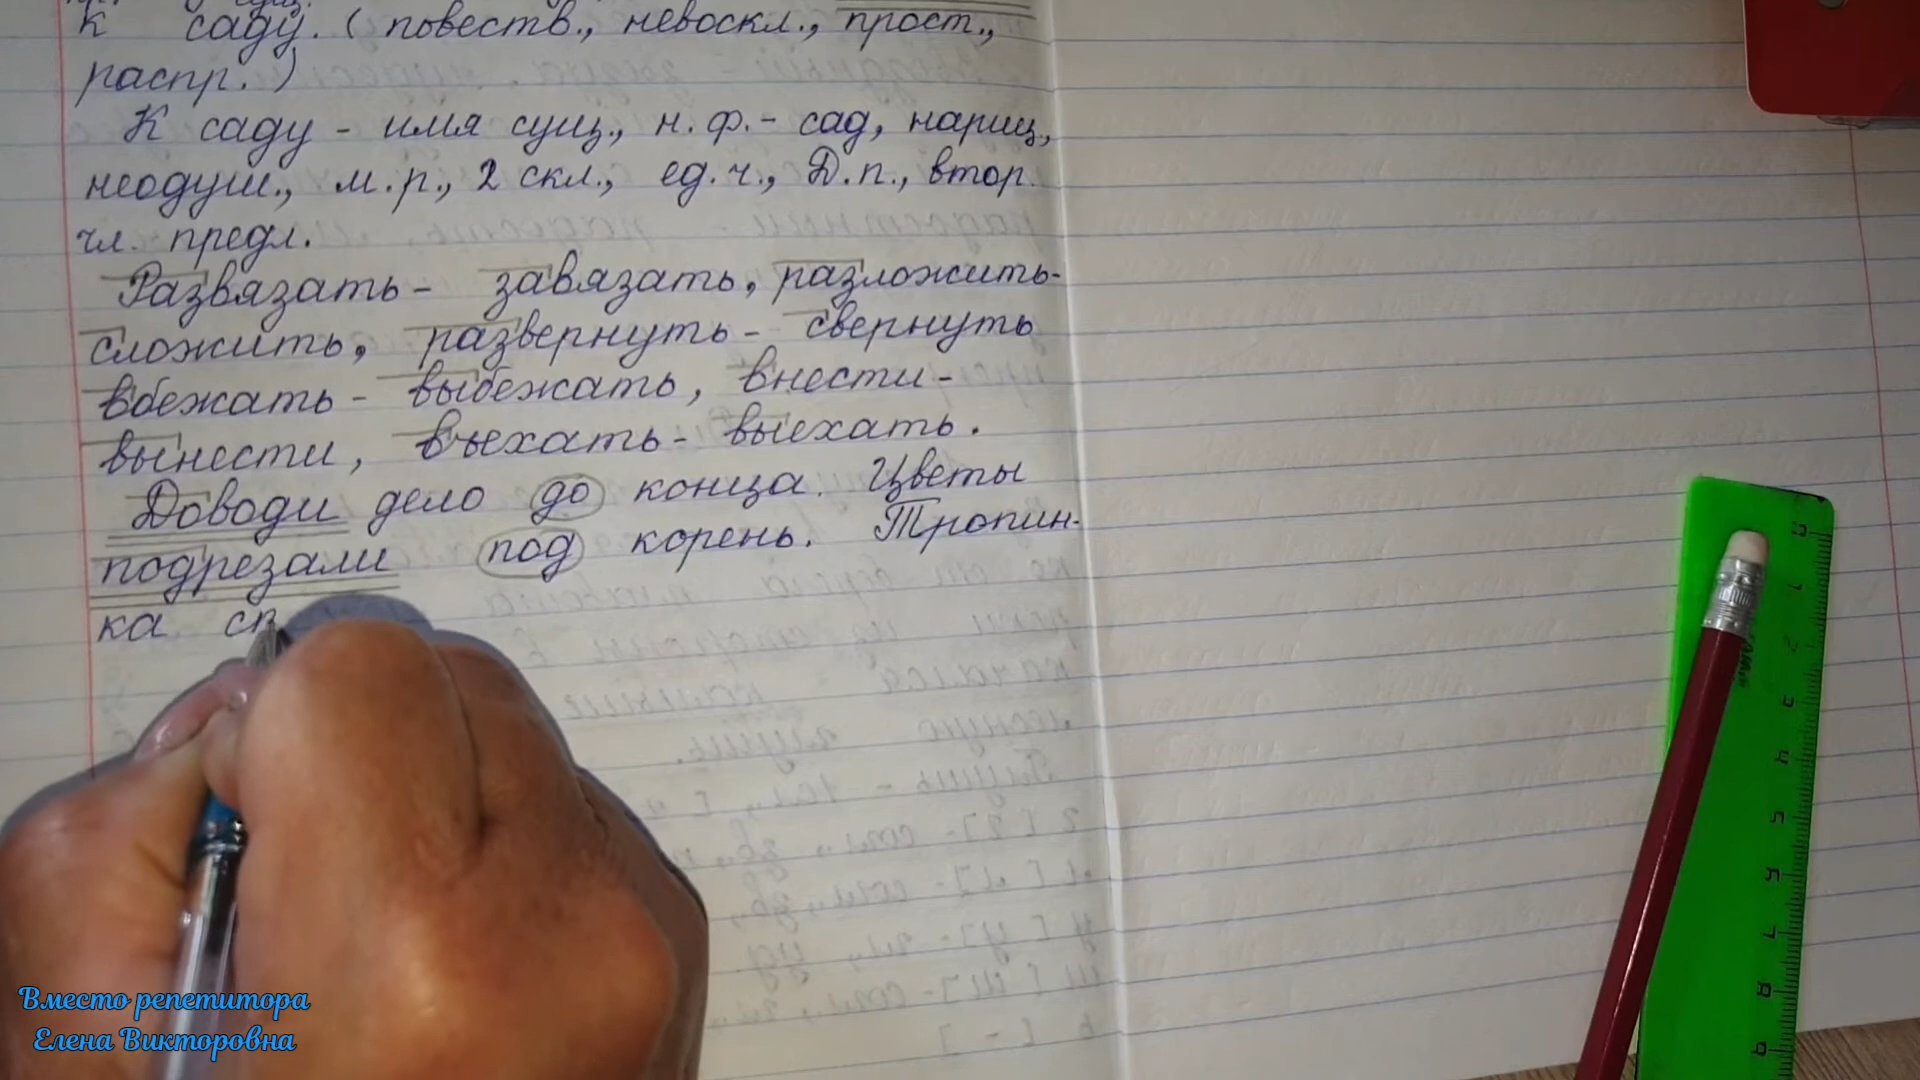 к саду. (повеств., невоскл., прост.,
распр.)
К саду - имя сущ., н.ф.- сад, нариц.,
неодуш., м.р., 2 скл., ед.ч., Д.п., втор.
чл. предл.
Развязать - завязать, разложить-
сложить, развернуть - свернуть
вбежать - выбежать, внести -
вынести, въехать - выехать.
Доводи дело до конца. Цветы
подрезали под корень. Тропин-
ка сп
Вместо репетитора
Елена Викторовна